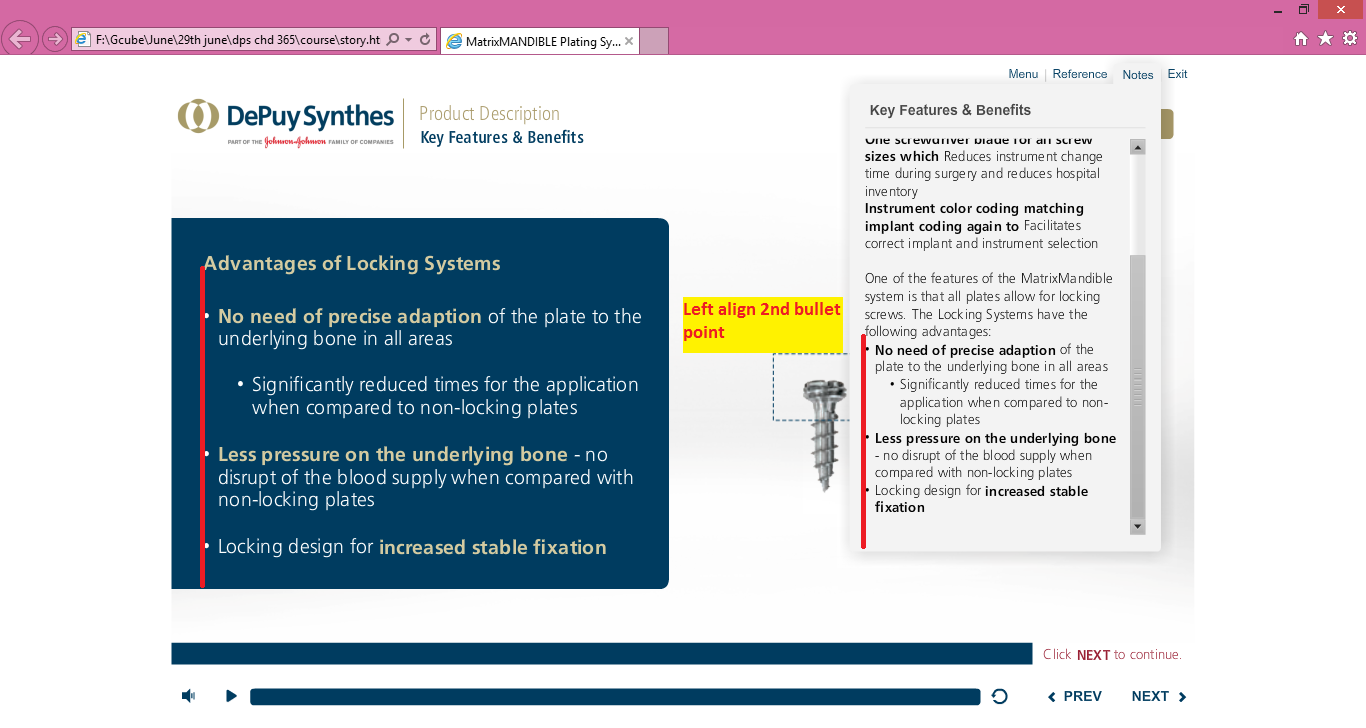 F:\Gcube\June\29th june\dps chd 365\course\story.ht
MatrixMANDIBLE Plating Sy...
Menu
Reference
Notes
Exit
DePuy Synthes
PART OF THE Johnson-Johnson FAMILY OF COMPANIES
Product Description
Key Features & Benefits
Advantages of Locking Systems
• No need of precise adaption of the plate to the
underlying bone in all areas
• Significantly reduced times for the application
when compared to non-locking plates
• Less pressure on the underlying bone - no
disrupt of the blood supply when compared with
non-locking plates
• Locking design for increased stable fixation
Left align 2nd bullet
point
Key Features & Benefits
One screwdriver blade for all screw
sizes which Reduces instrument change
time during surgery and reduces hospital
inventory
Instrument color coding matching
implant coding again to Facilitates
correct implant and instrument selection
One of the features of the MatrixMandible
system is that all plates allow for locking
screws. The Locking Systems have the
following advantages:
• No need of precise adaption of the
plate to the underlying bone in all areas
• Significantly reduced times for the
application when compared to non-
locking plates
• Less pressure on the underlying bone
- no disrupt of the blood supply when
compared with non-locking plates
• Locking design for increased stable
fixation
Click NEXT to continue.
PREV
NEXT